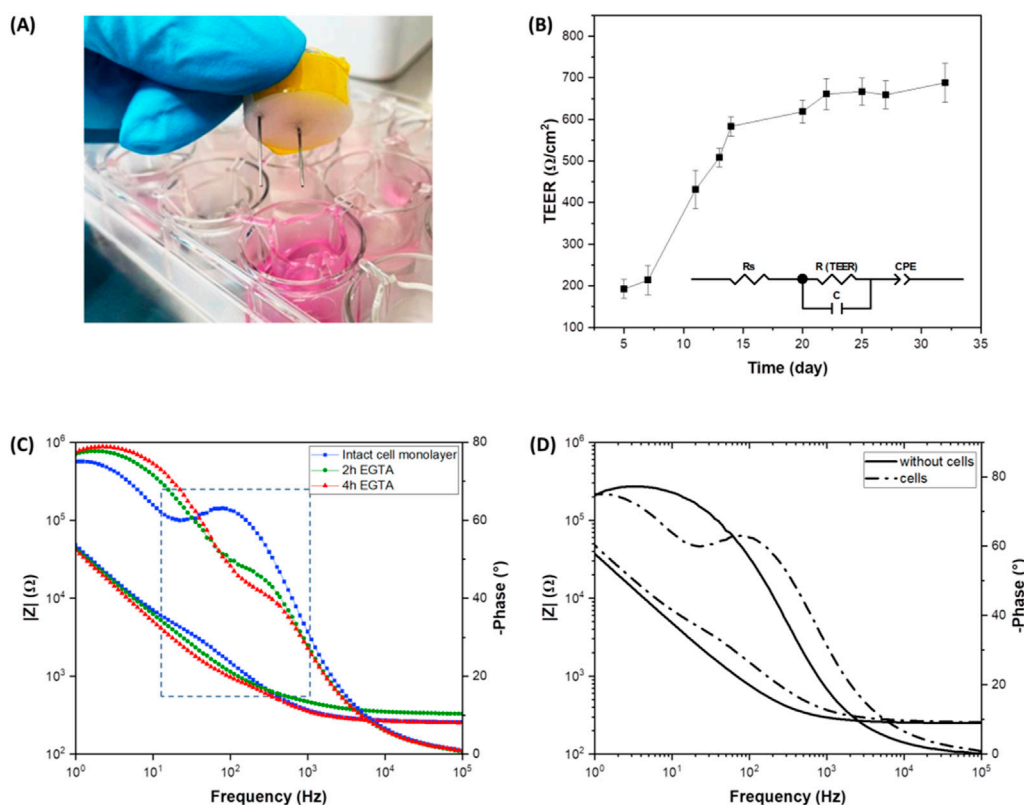 (A)
(B)
800
700
600
500
400
300
200
100
TEER (Ω/cm²)
Rs
R (TEER)
CPE
C
5
10
15
20
25
30
35
Time (day)
(C)
10⁶
10⁵
10⁴
10³
10²
|Z| (Ω)
Intact cell monolayer
2h EGTA
4h EGTA
80
60
40
20
0
-Phase (°)
10⁰
10¹
10²
10³
10⁴
10⁵
Frequency (Hz)
(D)
10⁶
10⁵
10⁴
10³
10²
|Z| (Ω)
without cells
cells
80
60
40
20
0
-Phase (°)
10⁰
10¹
10²
10³
10⁴
10⁵
Frequency (Hz)